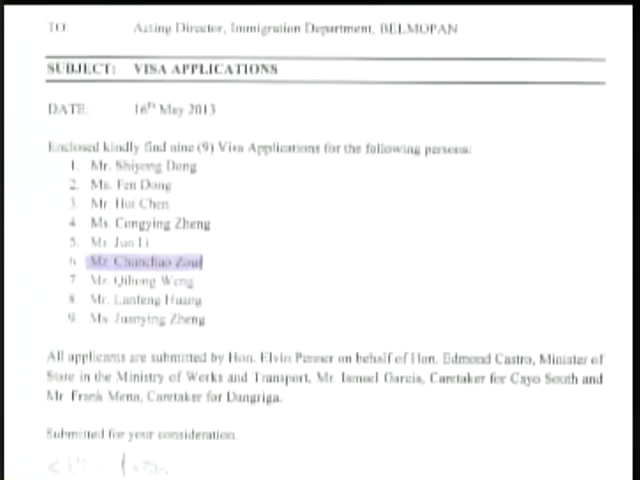 TO: Acting Director, Immigration Department, BELMOPAN
SUBJECT: VISA APPLICATIONS
DATE: 16th May 2013
Enclosed kindly find nine (9) Visa Applications for the following persons:
1. Mr. Shiyong Dong
2. Ms. Fen Dong
3. Mr. Hui Chen
4. Ms. Congying Zheng
5. Mr. Jun Li
6. Mr. Chunchao Zou
7. Mr. Qihong Weng
8. Mr. Lanfeng Huang
9. Ms. Juanying Zheng
All applicants are submitted by Hon. Elvin Penner on behalf of Hon. Edmond Castro, Minister of
State in the Ministry of Works and Transport, Mr. Ismael Garcia, Caretaker for Cayo South and
Mr. Frank Mena, Caretaker for Dangriga.
Submitted for your consideration